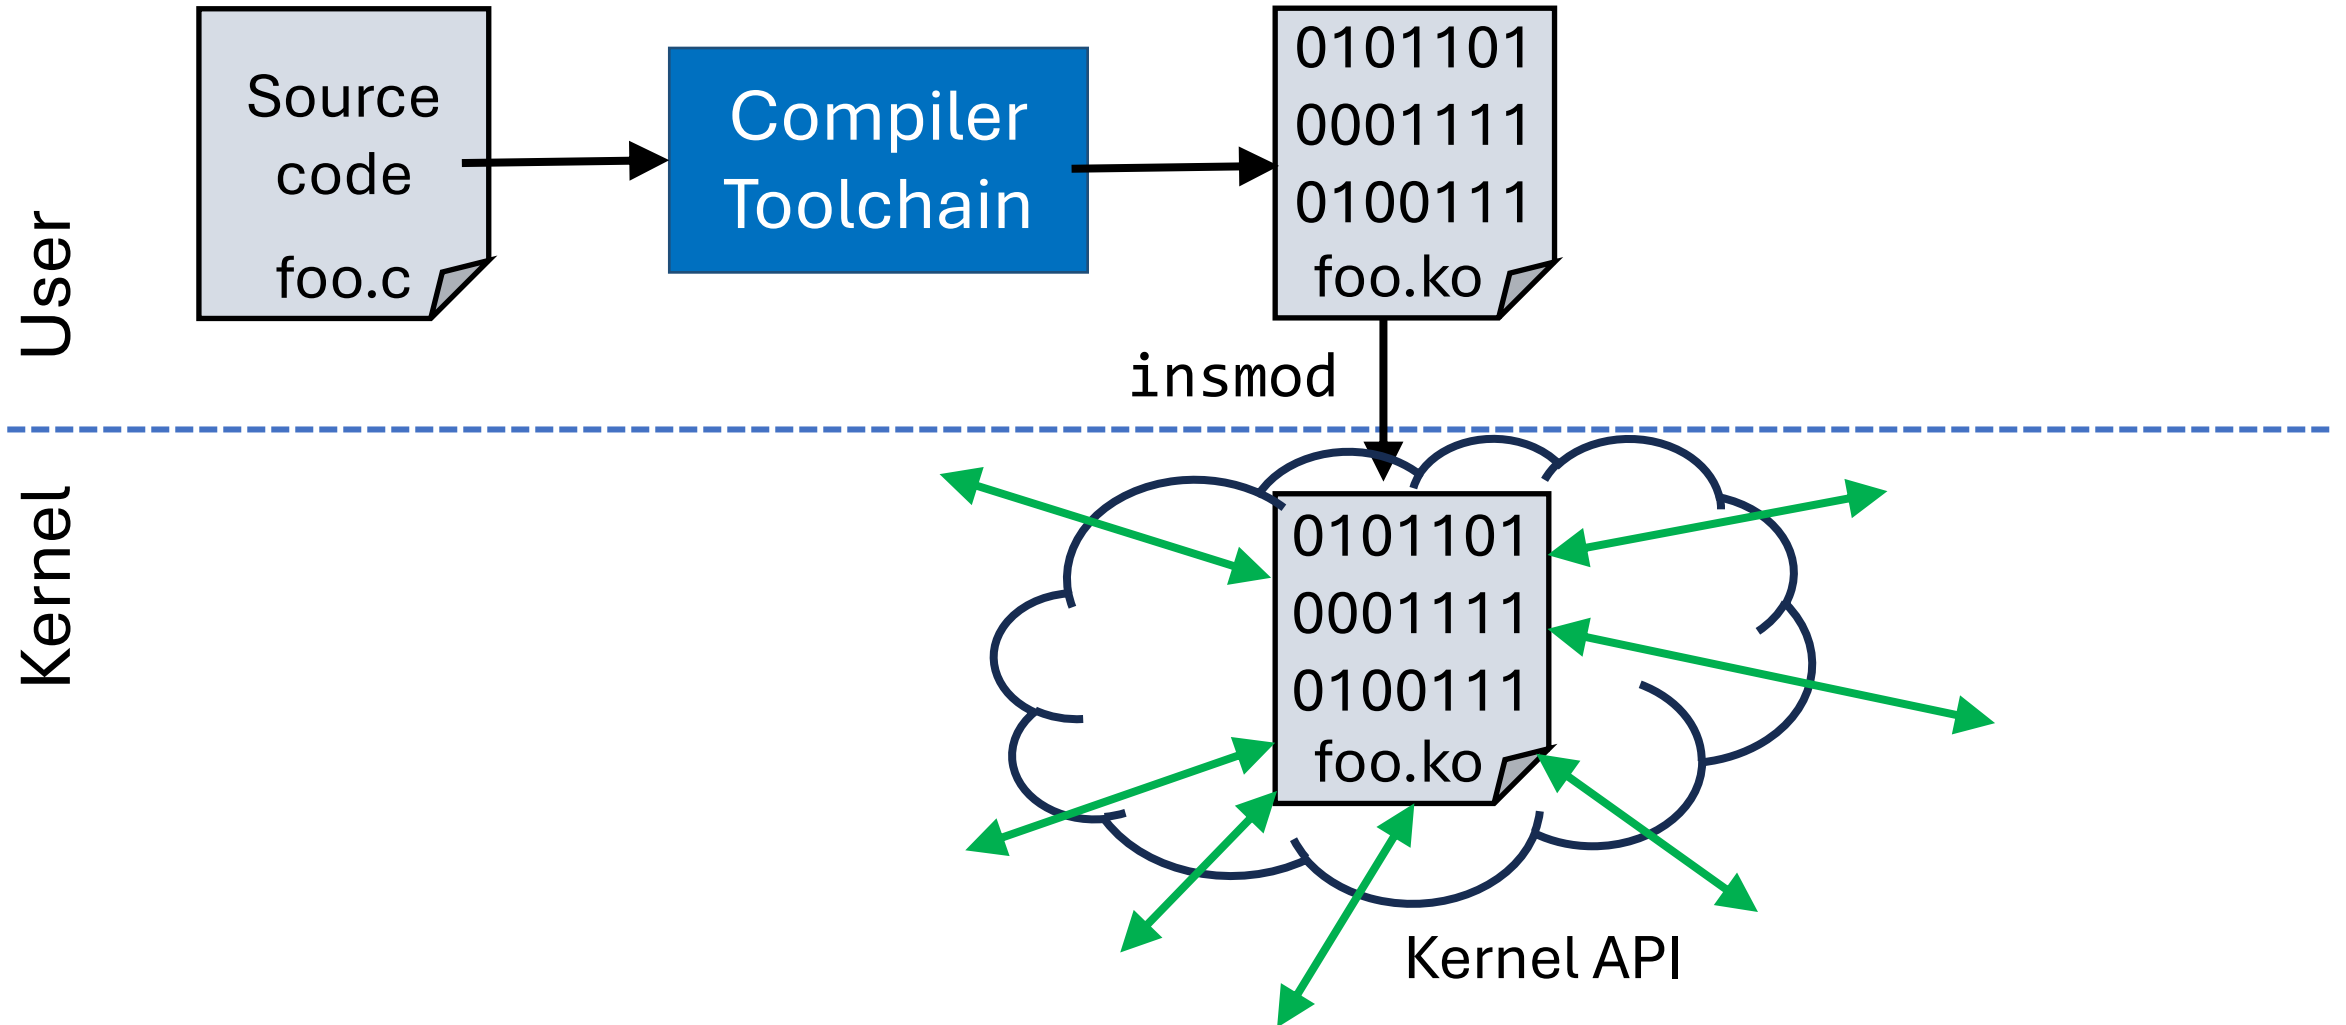 User
Source
code
foo.c
Compiler
Toolchain
0101101
0001111
0100111
foo.ko
insmod
Kernel
0101101
0001111
0100111
foo.ko
Kernel API